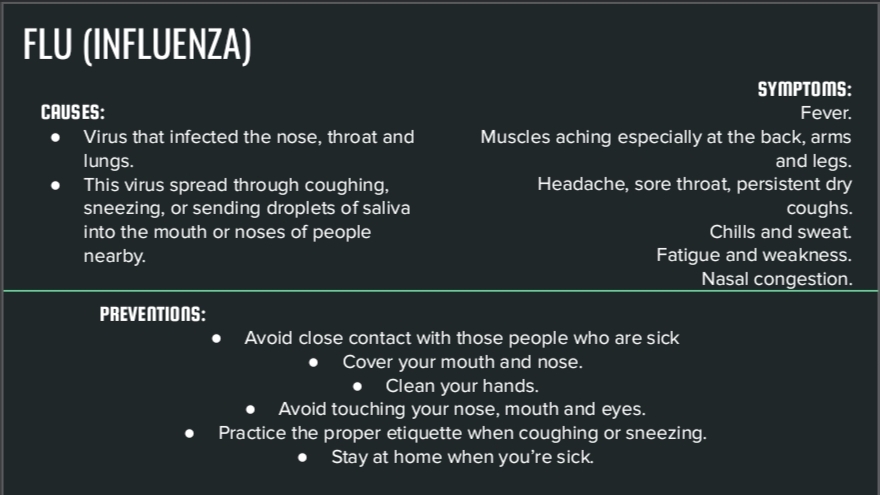 FLU (INFLUENZA)
CAUSES:
● Virus that infected the nose, throat and
lungs.
● This virus spread through coughing,
sneezing, or sending droplets of saliva
into the mouth or noses of people
nearby.
SYMPTOMS:
Fever.
Muscles aching especially at the back, arms
and legs.
Headache, sore throat, persistent dry
coughs.
Chills and sweat.
Fatigue and weakness.
Nasal congestion.
PREVENTIONS:
● Avoid close contact with those people who are sick
● Cover your mouth and nose.
● Clean your hands.
● Avoid touching your nose, mouth and eyes.
● Practice the proper etiquette when coughing or sneezing.
● Stay at home when you're sick.